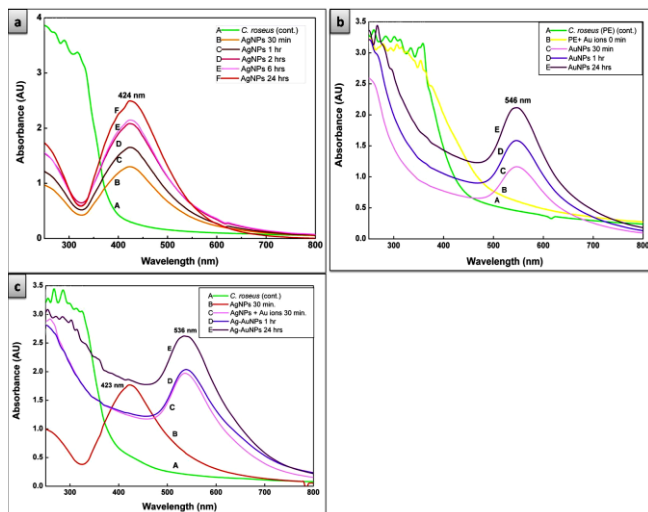 a
A C. roseus (cont.)
B AgNPs 30 min
C AgNPs 1 hr
D AgNPs 2 hrs
E AgNPs 6 hrs
F AgNPs 24 hrs
424 nm
F
E
D
C
B
A
Absorbance (AU)
4
3
2
1
0
300 400 500 600 700 800
Wavelength (nm)
b
A C. roseus (PE) (cont.)
B PE+ Au ions 0 min
C AuNPs 30 min
D AuNPs 1 hr
E AuNPs 24 hrs
546 nm
E
D
C
B
A
Absorbance (AU)
3.5
3.0
2.5
2.0
1.5
1.0
0.5
0.0
300 400 500 600 700 800
Wavelength (nm)
c
A C. roseus (cont.)
B AgNPs 30 min.
C AgNPs + Au ions 30 min.
D Ag-AuNPs 1 hr
E Ag-AuNPs 24 hrs
536 nm
423 nm
E
D
C
B
A
Absorbance (AU)
3.5
3.0
2.5
2.0
1.5
1.0
0.5
0.0
300 400 500 600 700 800
Wavelength (nm)